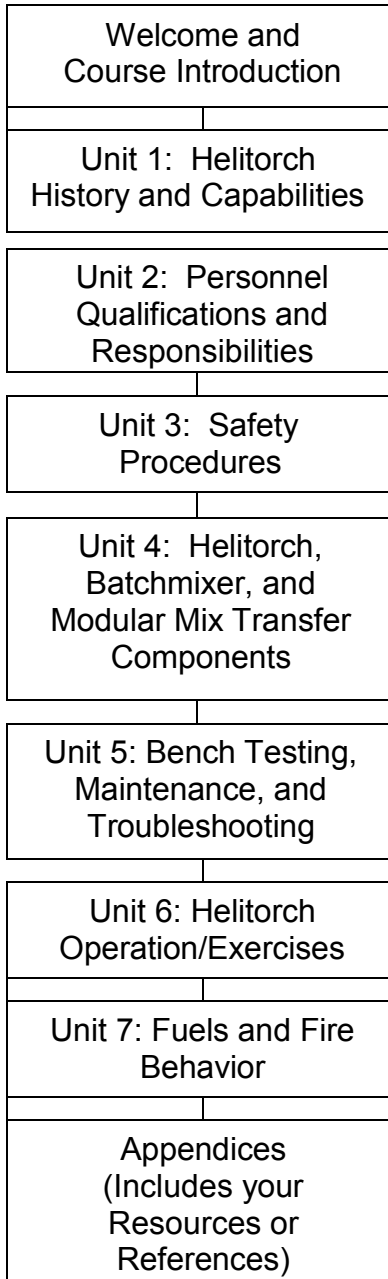 Welcome and
Course Introduction
Unit 1:  Helitorch
History and Capabilities
Unit 2:  Personnel
Qualifications and
Responsibilities
Unit 3:  Safety
Procedures
Unit 4:  Helitorch,
Batchmixer, and
Modular Mix Transfer
Components
Unit 5: Bench Testing,
Maintenance, and
Troubleshooting
Unit 6: Helitorch
Operation/Exercises
Unit 7: Fuels and Fire
Behavior
Appendices
(Includes your
Resources or
References)